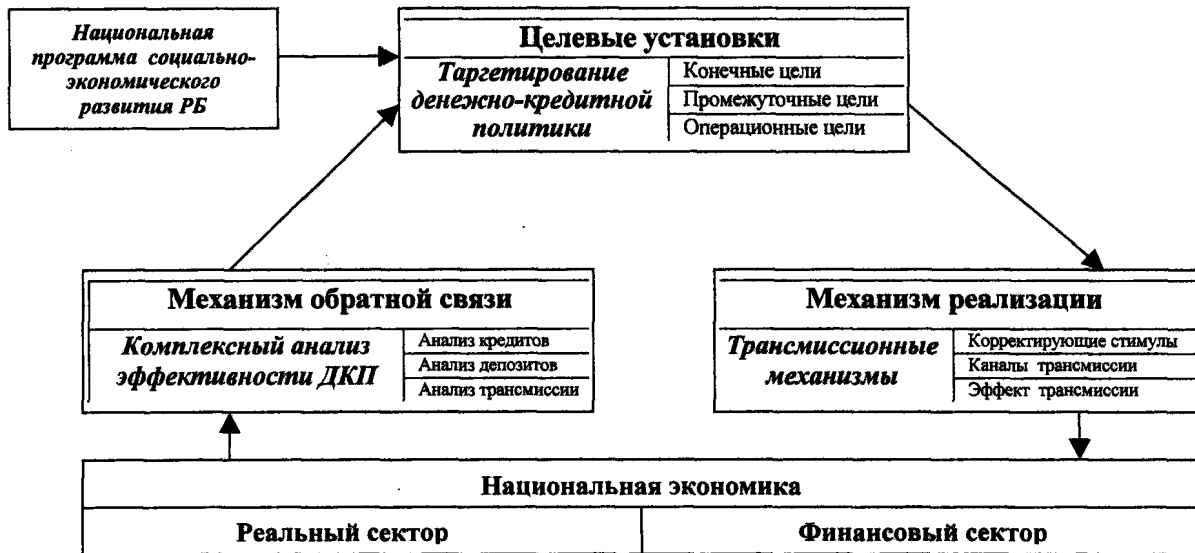 Национальная
программа социально-
экономического
развития РБ
Целевые установки
Таргетирование
денежно-кредитной
политики
Конечные цели
Промежуточные цели
Операционные цели
Механизм обратной связи
Комплексный анализ
эффективности ДКП
Анализ кредитов
Анализ депозитов
Анализ трансмиссии
Механизм реализации
Трансмиссионные
механизмы
Корректирующие стимулы
Каналы трансмиссии
Эффект трансмиссии
Национальная экономика
Реальный сектор
Финансовый сектор